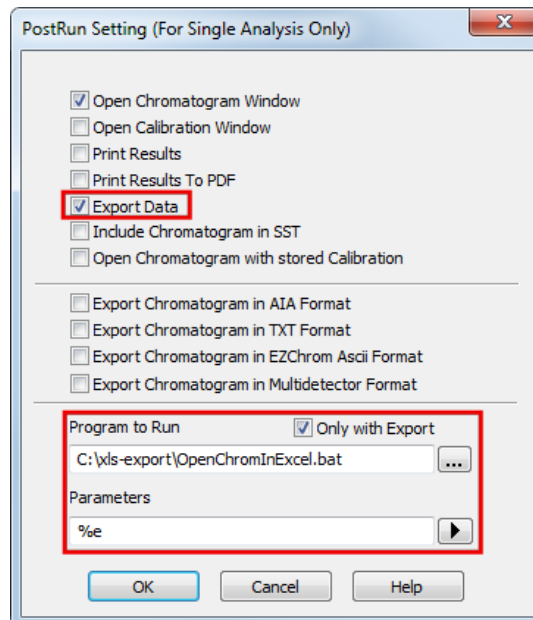 PostRun Setting (For Single Analysis Only)
Open Chromatogram Window
Open Calibration Window
Print Results
Print Results To PDF
Export Data
Include Chromatogram in SST
Open Chromatogram with stored Calibration
Export Chromatogram in AIA Format
Export Chromatogram in TXT Format
Export Chromatogram in EZChrom Ascii Format
Export Chromatogram in Multidetector Format
Program to Run Only with Export
C:\xls-export\OpenChromInExcel.bat ...
Parameters
%e
OK Cancel Help